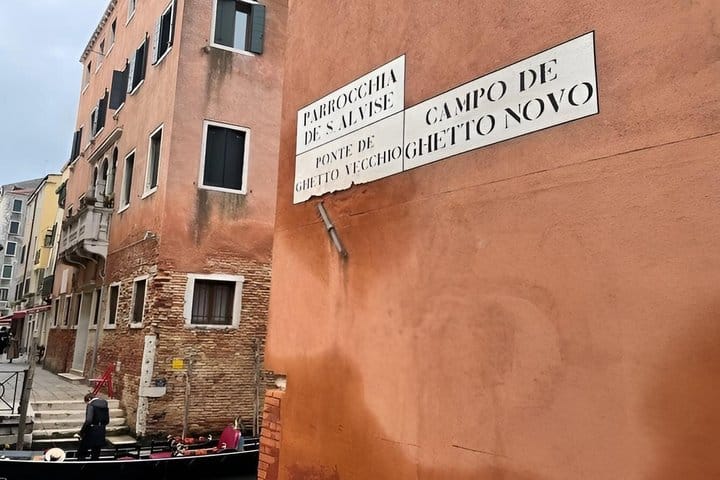 PARROCCHIA
DE S. ALVISE
PONTE DE
GHETTO VECCHIO
CAMPO DE
GHETTO NOVO